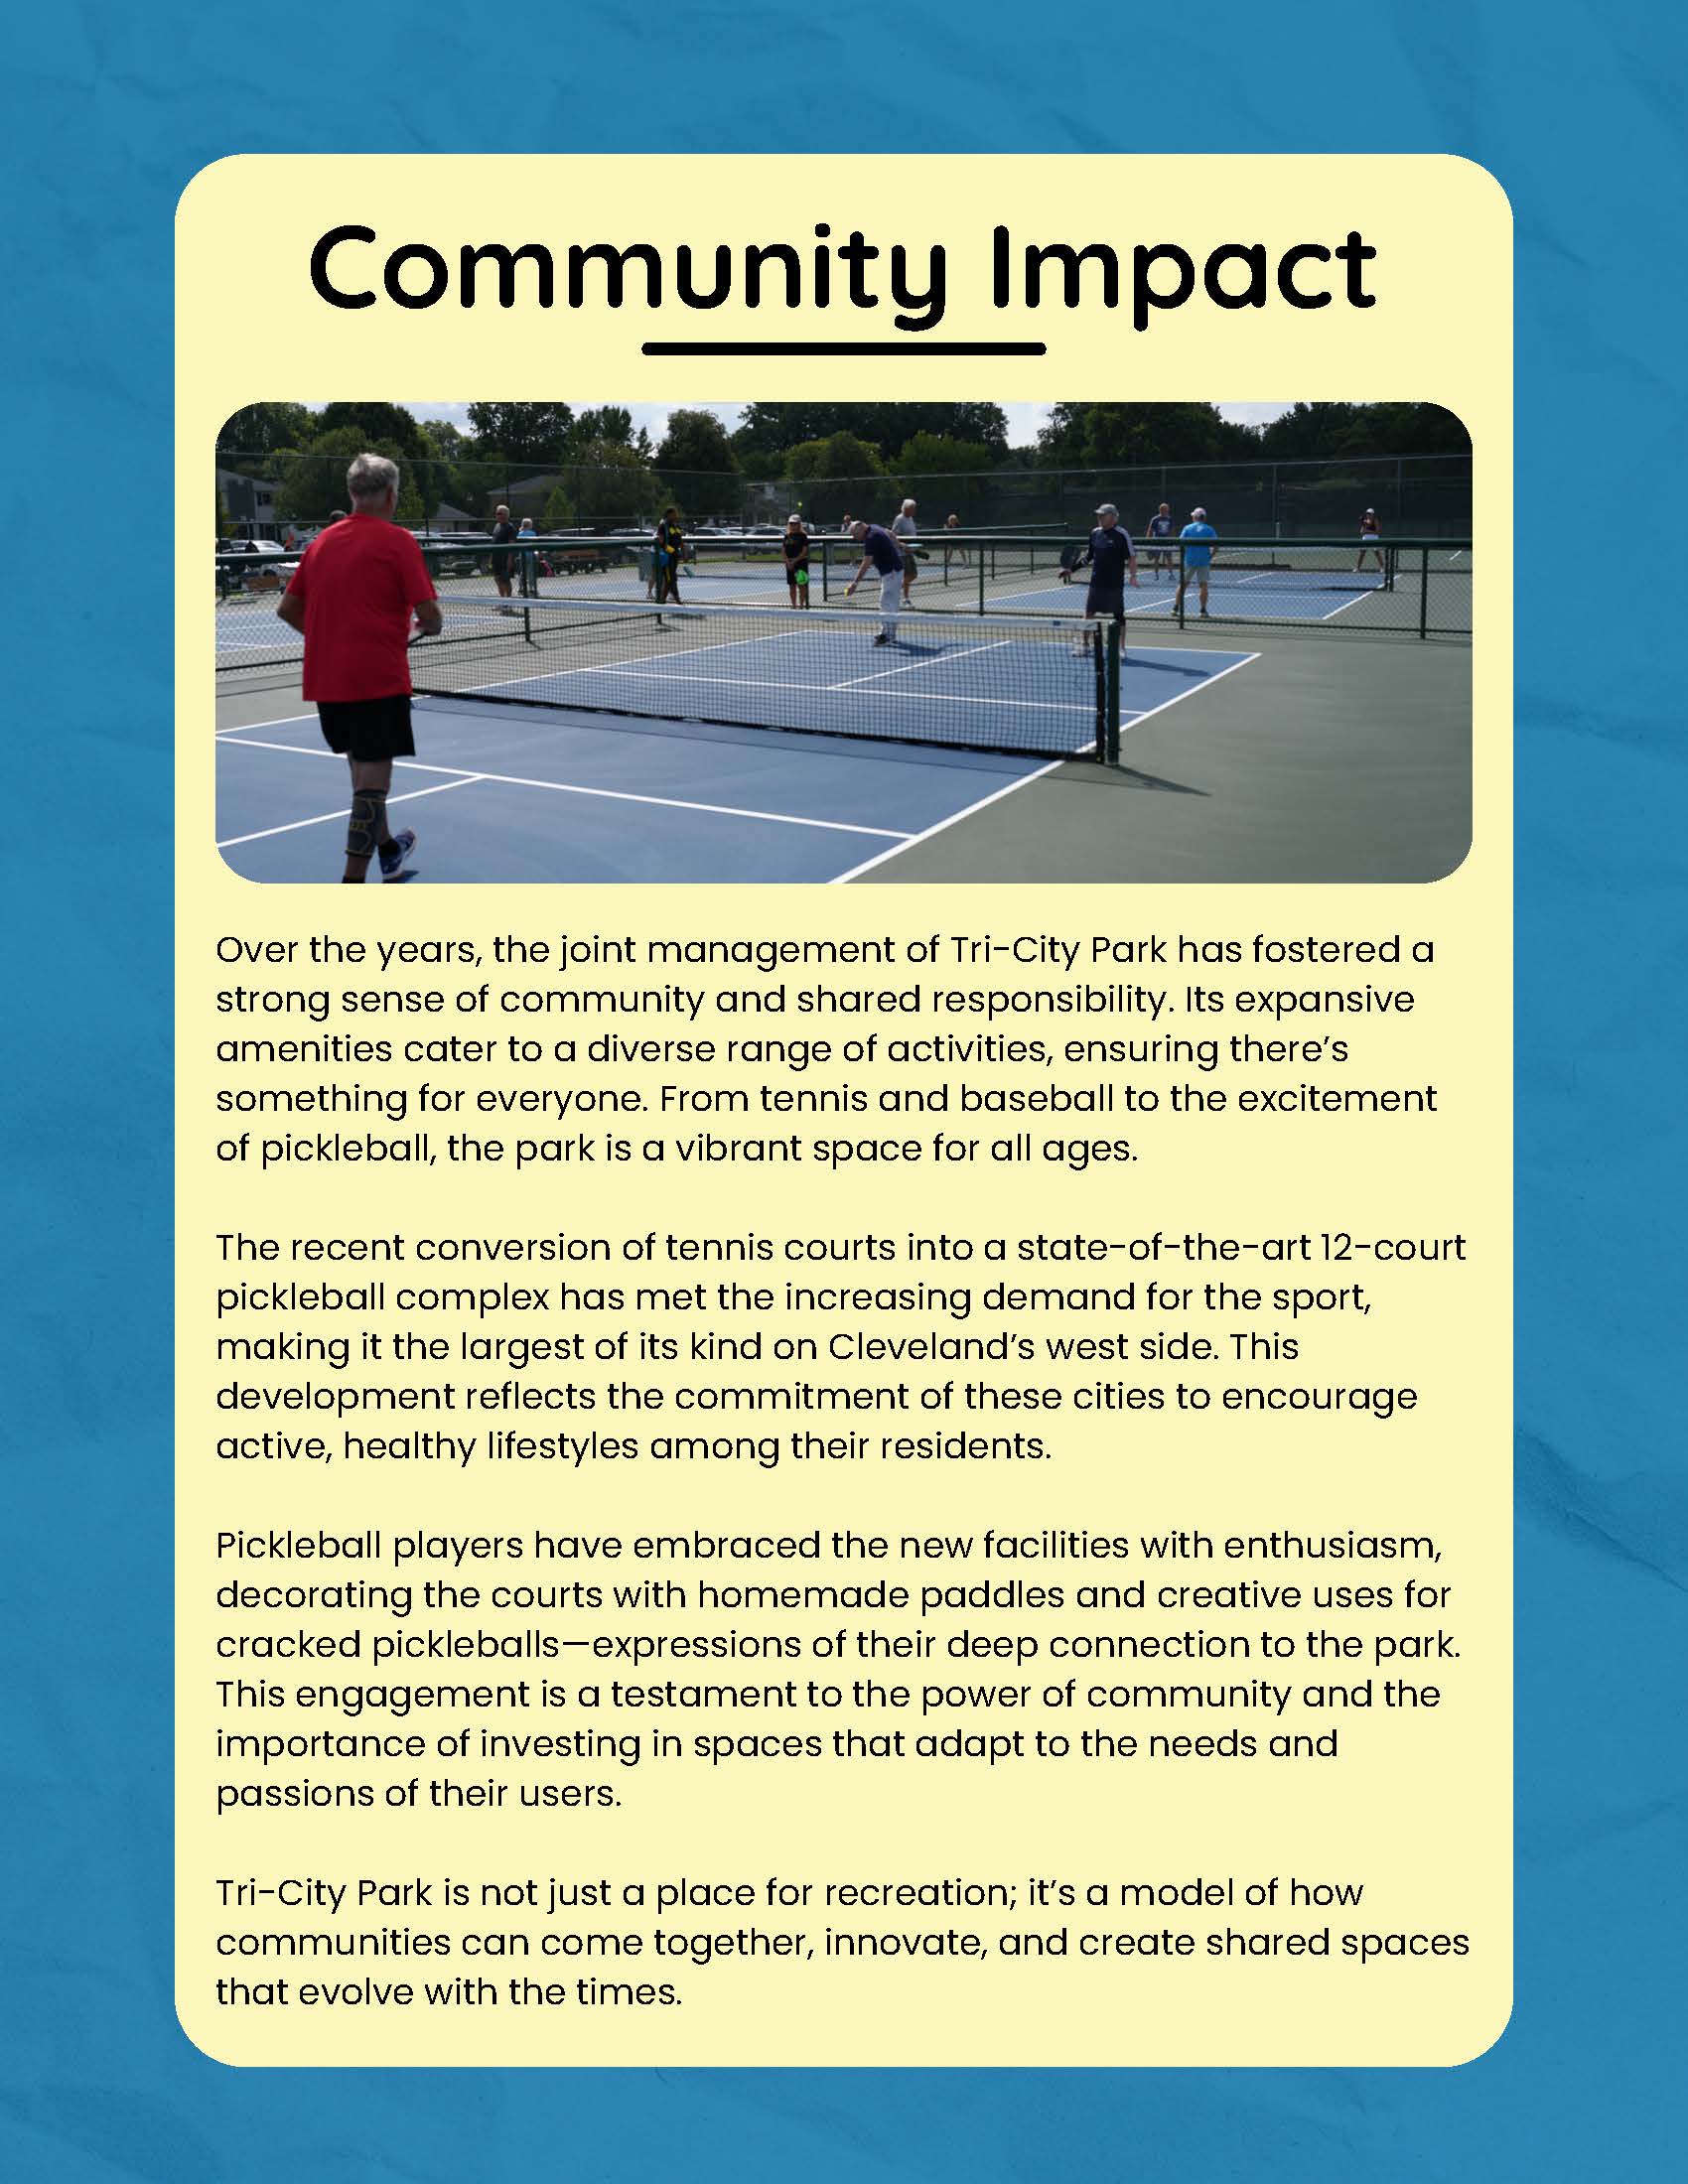 Community Impact
Over the years, the joint management of Tri-City Park has fostered a
strong sense of community and shared responsibility. Its expansive
amenities cater to a diverse range of activities, ensuring there's
something for everyone. From tennis and baseball to the excitement
of pickleball, the park is a vibrant space for all ages.
The recent conversion of tennis courts into a state-of-the-art 12-court
pickleball complex has met the increasing demand for the sport,
making it the largest of its kind on Cleveland's west side. This
development reflects the commitment of these cities to encourage
active, healthy lifestyles among their residents.
Pickleball players have embraced the new facilities with enthusiasm,
decorating the courts with homemade paddles and creative uses for
cracked pickleballs—expressions of their deep connection to the park.
This engagement is a testament to the power of community and the
importance of investing in spaces that adapt to the needs and
passions of their users.
Tri-City Park is not just a place for recreation; it's a model of how
communities can come together, innovate, and create shared spaces
that evolve with the times.